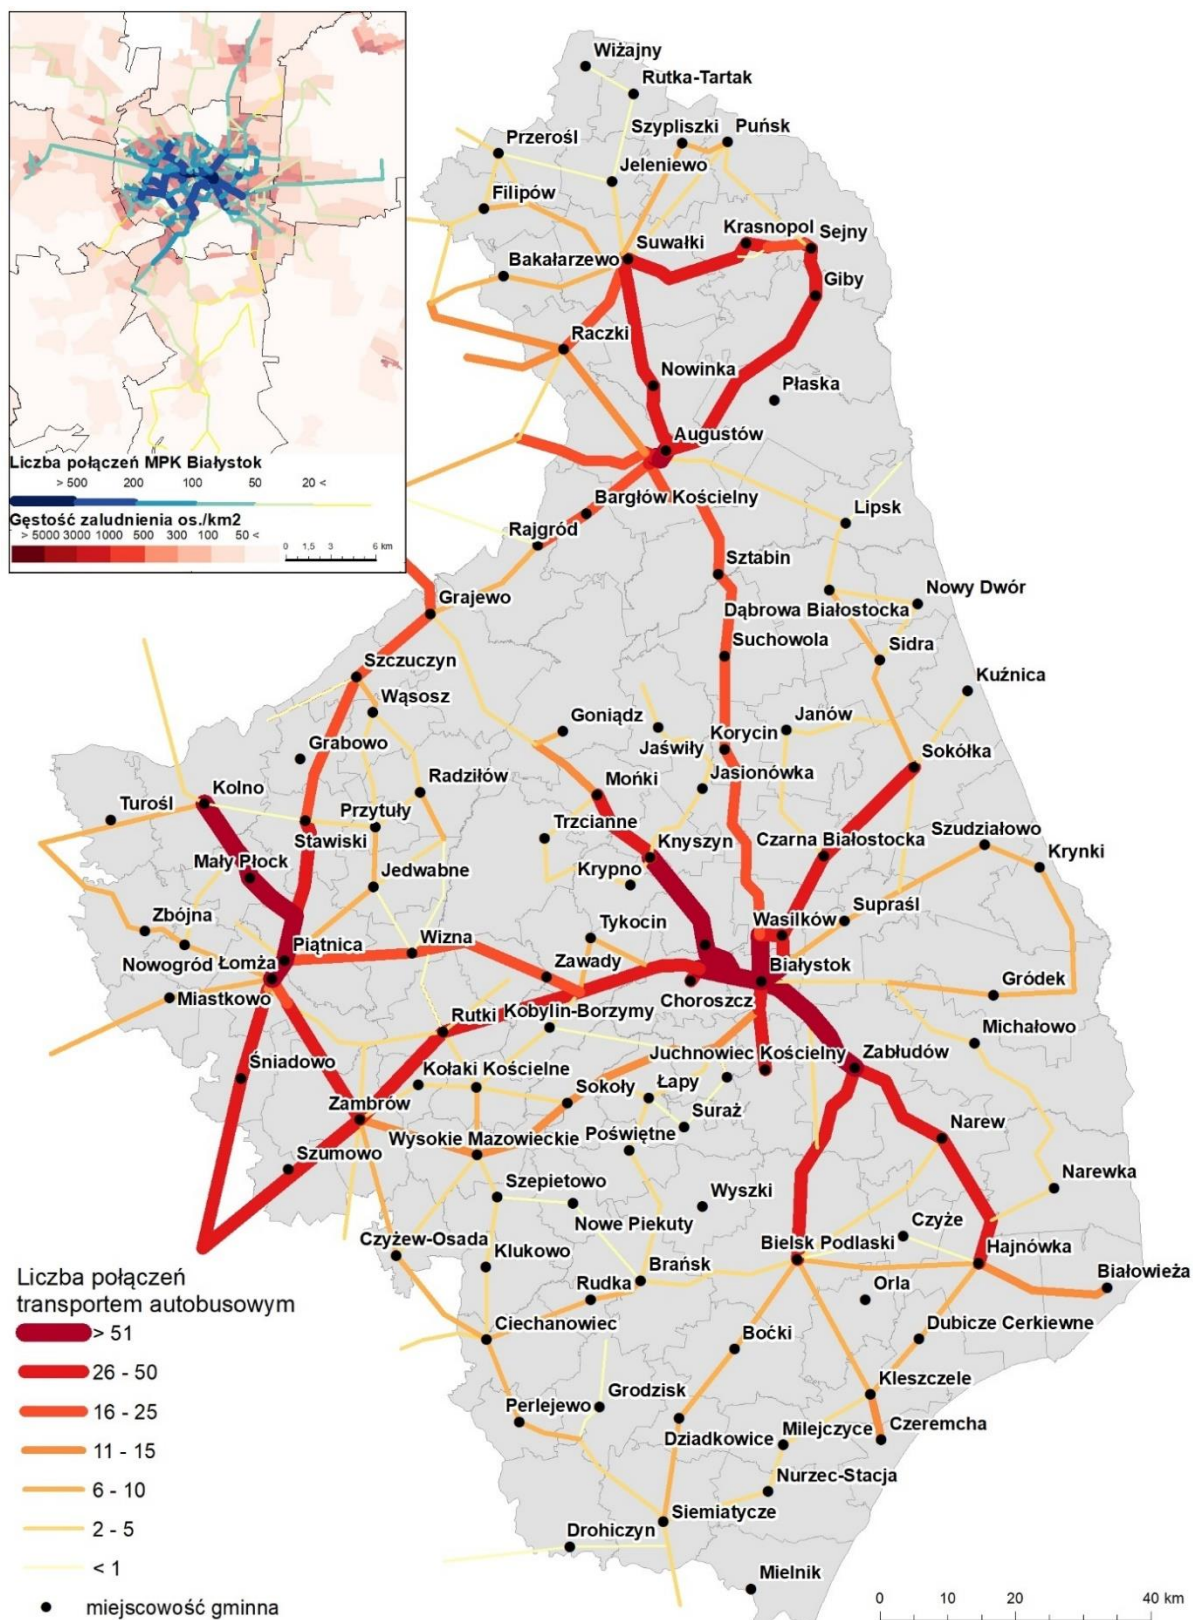 Liczba połączeń MPK Białystok
> 500 200 100 50 20 <
Gęstość zaludnienia os./km2
> 5000 3000 1000 500 300 100 50 <
0 1,5 3 6 km
Wiżajny
Rutka-Tartak
Szypliszki
Puńsk
Przerośl
Jeleniewo
Filipów
Krasnopol
Sejny
Suwałki
Bakałarzewo
Giby
Raczki
Nowinka
Płaska
Augustów
Bargłów Kościelny
Lipsk
Rajgród
Sztabin
Nowy Dwór
Grajewo
Dąbrowa Białostocka
Suchowola
Sidra
Szczuczyn
Kuźnica
Wąsosz
Goniądz
Janów
Grabowo
Jaświły
Korycin
Sokółka
Radziłów
Mońki
Jasionówka
Kolno
Turośl
Przytuły
Trzcianne
Szudziałowo
Stawiski
Knyszyn
Czarna Białostocka
Krynki
Mały Płock
Jedwabne
Krypno
Zbójna
Tykocin
Wasilków
Supraśl
Piątnica
Wizna
Nowogród
Łomża
Zawady
Białystok
Gródek
Miastkowo
Choroszcz
Rutki
Kobylin-Borzymy
Michałowo
Juchnowiec Kościelny
Zabłudów
Śniadowo
Kołaki Kościelne
Sokoły
Łapy
Zambrów
Suraż
Wysokie Mazowieckie
Poświętne
Narew
Szumowo
Szepietowo
Wyszki
Narewka
Nowe Piekuty
Czyże
Czyżew-Osada
Klukowo
Bielsk Podlaski
Hajnówka
Rudka
Brańsk
Orla
Białowieża
Ciechanowiec
Dubicze Cerkiewne
Boćki
Kleszczele
Grodzisk
Perlejewo
Czeremcha
Milejczyce
Dziadkowice
Nurzec-Stacja
Siemiatycze
Drohiczyn
Mielnik
Liczba połączeń
transportem autobusowym
> 51
26 - 50
16 - 25
11 - 15
6 - 10
2 - 5
< 1
miejscowość gminna
0 10 20 40 km